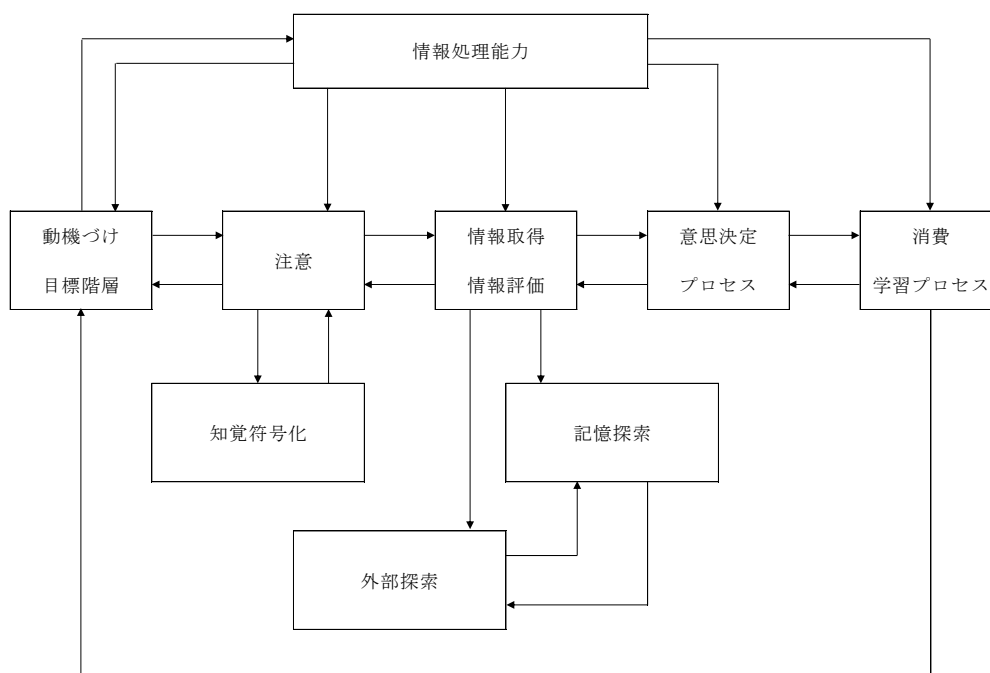 情報処理能力
動機づけ
目標階層
注意
情報取得
情報評価
意思決定
プロセス
消費
学習プロセス
知覚符号化
記憶探索
外部探索